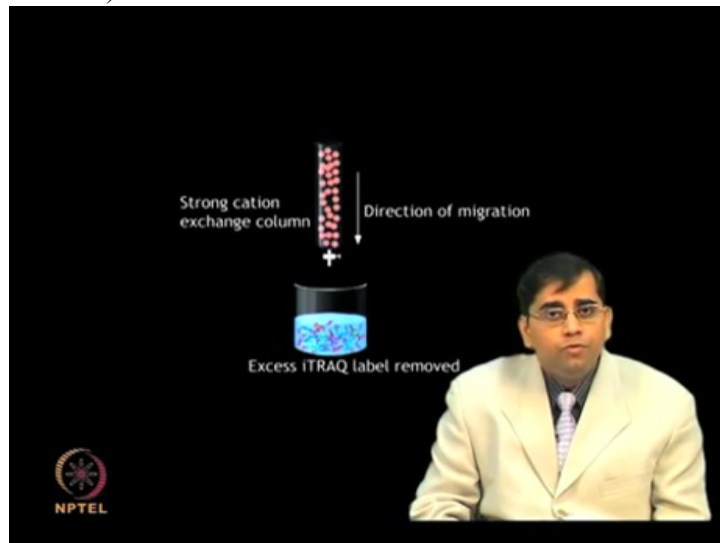 )
Strong cation
exchange column
Direction of migration
Excess iTRAQ label removed
NPTEL